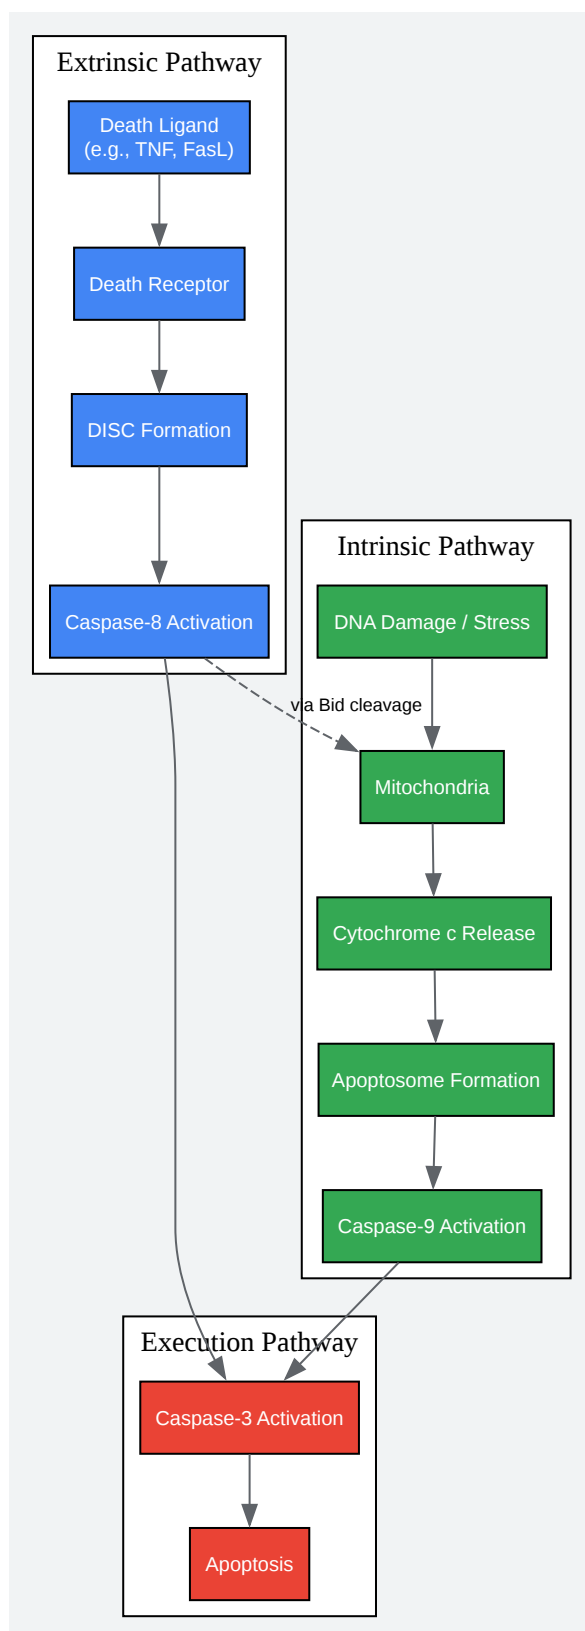 Extrinsic Pathway
Death Ligand
(e.g., TNF, FasL)
Death Receptor
DISC Formation
Caspase-8 Activation
Intrinsic Pathway
DNA Damage / Stress
via Bid cleavage
Mitochondria
Cytochrome c Release
Apoptosome Formation
Caspase-9 Activation
Execution Pathway
Caspase-3 Activation
Apoptosis